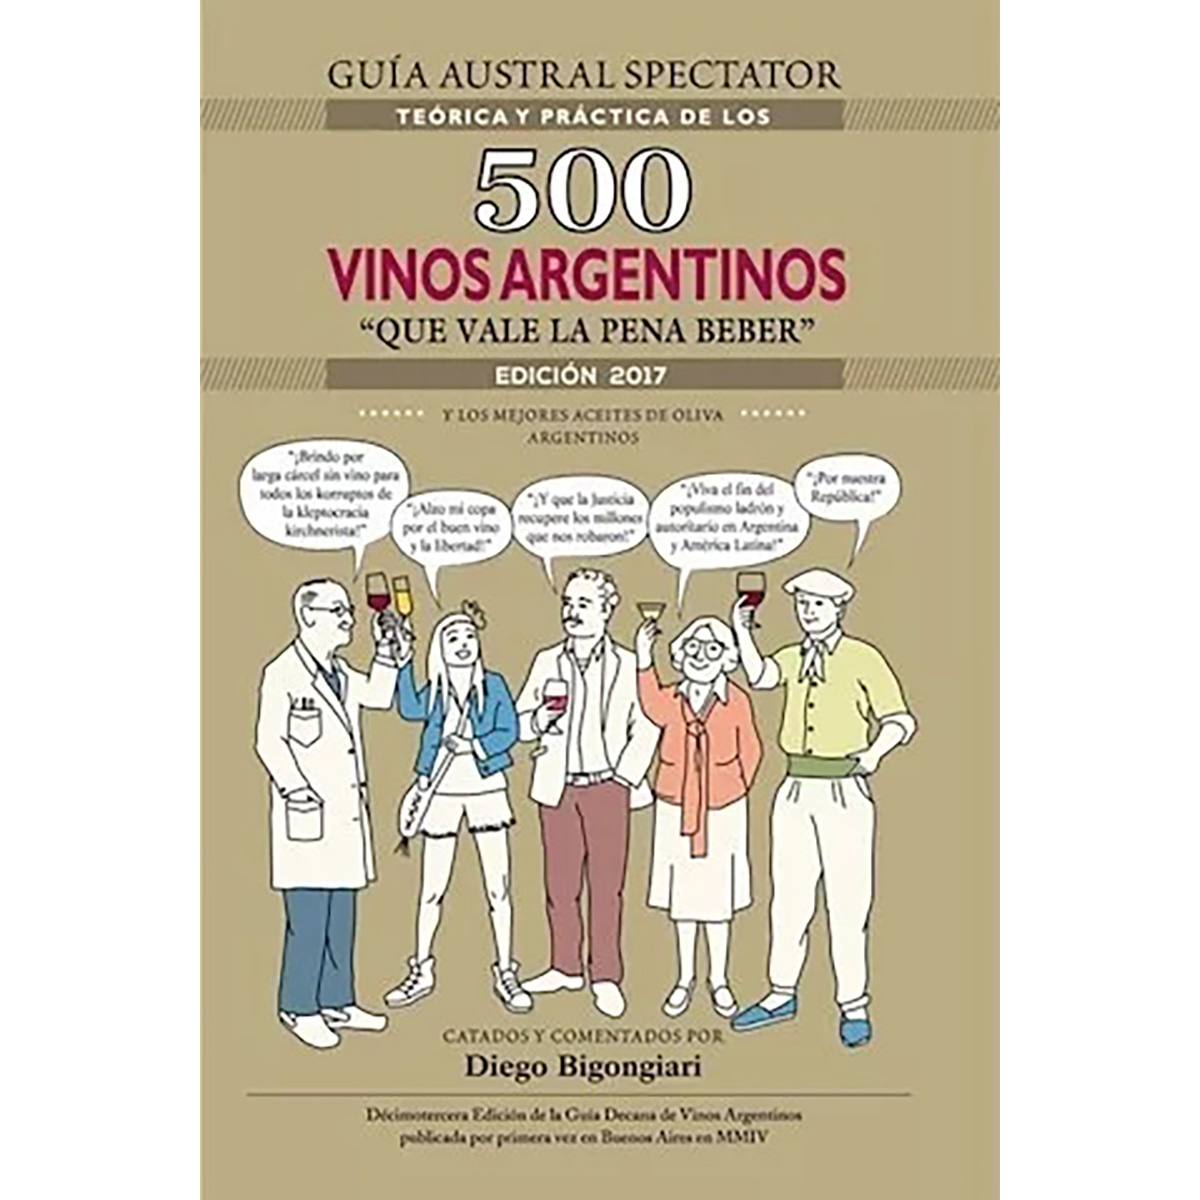 GUÍA AUSTRAL SPECTATOR
TEÓRICA Y PRÁCTICA DE LOS
500
VINOS ARGENTINOS
“QUE VALE LA PENA BEBER”
EDICIÓN 2017
Y LOS MEJORES ACEITES DE OLIVA
ARGENTINOS
"¡Brindo por
larga cárcel sin vino para
todos los korruptos de
la kleptocracia
kirchnerista!"
"¡Alzo mi copa
por el buen vino
y la libertad!"
"¡Y que la Justicia
recupere los millones
que nos robaron!"
"¡Viva el fin del
populismo ladrón y
autoritario en Argentina
y América Latina!"
"¡Por nuestra
República!"
CATADOS Y COMENTADOS POR
Diego Bigongiari
Décimotercera Edición de la Guía Decana de Vinos Argentinos
publicada por primera vez en Buenos Aires en MMIV